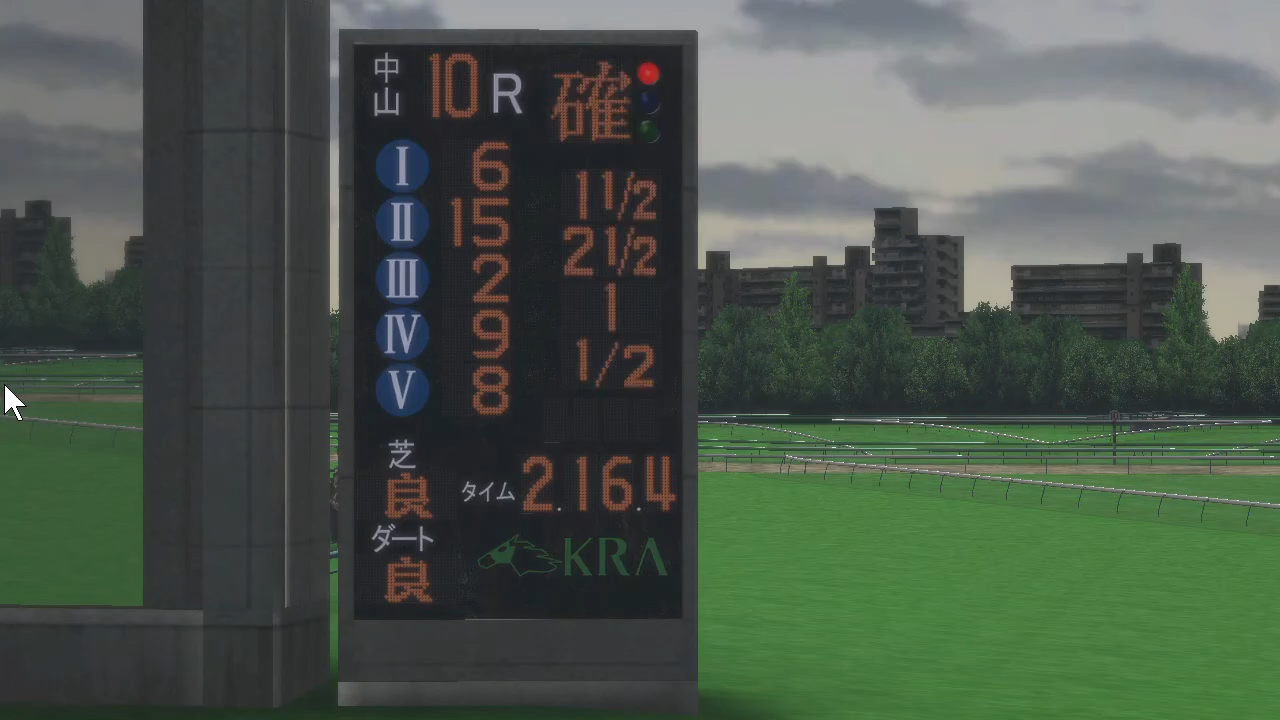 中山 10 R 確
I 6
1 1/2
II 15
2 1/2
III 2
1
IV 9
1/2
V 8
芝
良 タイム 2.16.4
ダート
良 KRA